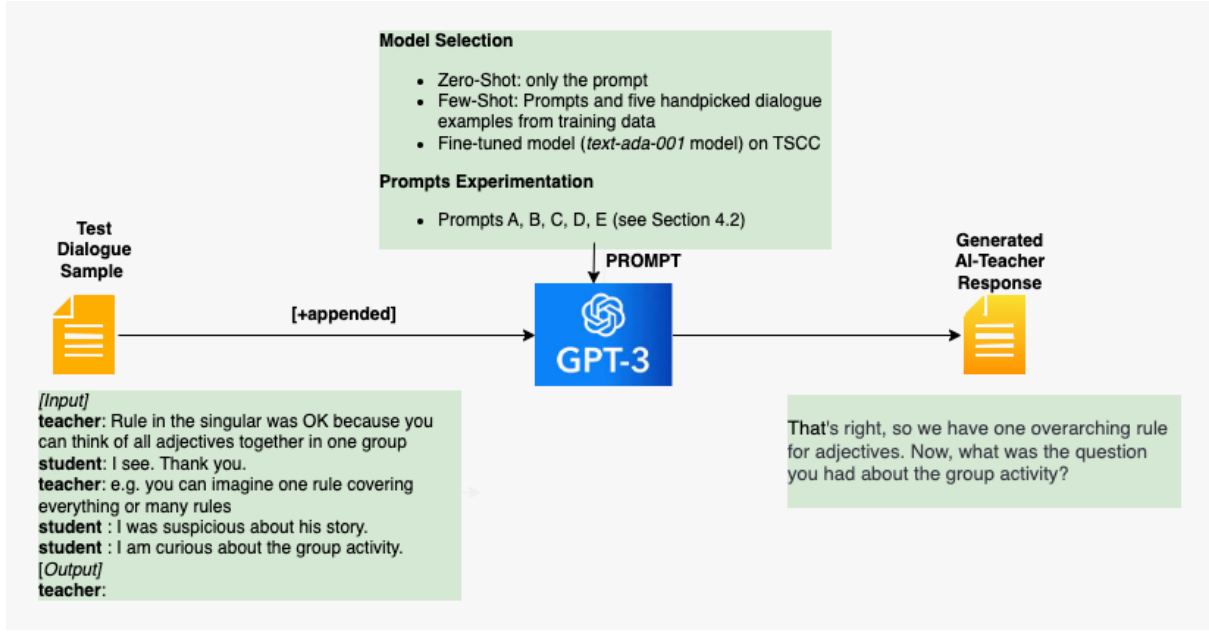 Model Selection
• Zero-Shot: only the prompt
• Few-Shot: Prompts and five handpicked dialogue
examples from training data
• Fine-tuned model (text-ada-001 model) on TSCC
Prompts Experimentation
• Prompts A, B, C, D, E (see Section 4.2)
PROMPT
Test
Dialogue
Sample
[+appended]
GPT-3
Generated
AI-Teacher
Response
[Input]
teacher: Rule in the singular was OK because you
can think of all adjectives together in one group
student: I see. Thank you.
teacher: e.g. you can imagine one rule covering
everything or many rules
student : I was suspicious about his story.
student : I am curious about the group activity.
[Output]
teacher:
That's right, so we have one overarching rule
for adjectives. Now, what was the question
you had about the group activity?